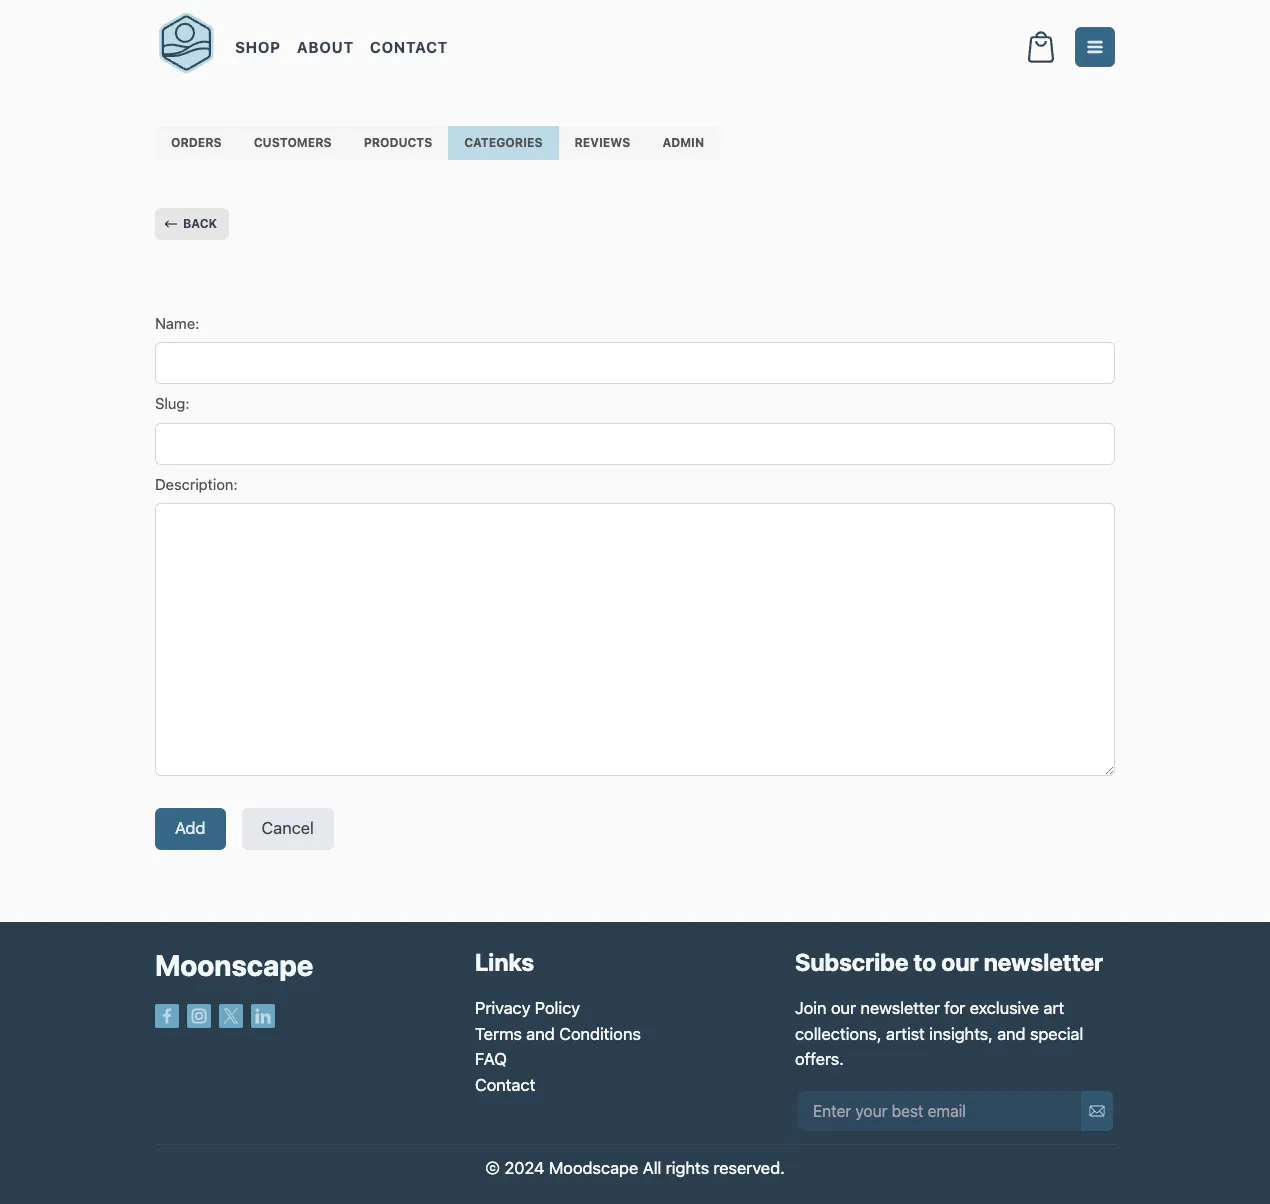 SHOP ABOUT CONTACT
ORDERS CUSTOMERS PRODUCTS CATEGORIES REVIEWS ADMIN
← BACK
Name:
Slug:
Description:
Add Cancel
Moonscape
Links
Privacy Policy
Terms and Conditions
FAQ
Contact
Subscribe to our newsletter
Join our newsletter for exclusive art
collections, artist insights, and special
offers.
Enter your best email
© 2024 Moodscape All rights reserved.